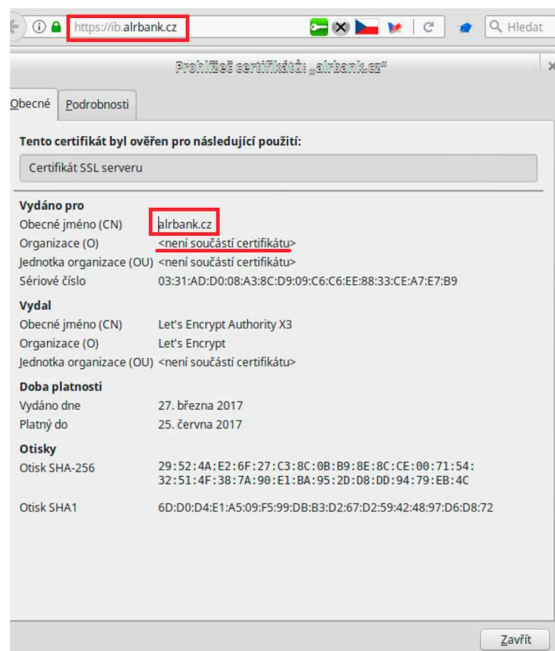 https://ib.alrbank.cz
Hledat
Prohlížeč certifikátů:
Obecné
Podrobnosti
Tento certifikát byl ověřen pro následující použití:
Certifikát SSL serveru
Vydáno pro
Obecné jméno (CN) alrbank.cz
Organizace (O) <není součástí certifikátu>
Jednotka organizace (OU) <není součástí certifikátu>
Sériové číslo 03:31:AD:D0:08:A3:8C:D9:09:C6:C6:EE:88:33:CE:A7:E7:B9
Vydal
Obecné jméno (CN) Let's Encrypt Authority X3
Organizace (O) Let's Encrypt
Jednotka organizace (OU) <není součástí certifikátu>
Doba platnosti
Vydáno dne 27. března 2017
Platný do 25. června 2017
Otisky
Otisk SHA-256 29:52:4A:E2:6F:27:C3:8C:0B:B9:8E:8C:CE:00:71:54:
32:51:4F:38:7A:90:E1:BA:95:2D:D8:DD:94:79:EB:4C
Otisk SHA1 6D:D0:D4:E1:A5:09:F5:99:DB:B3:D2:67:D2:59:42:48:97:D6:D8:72
Zavřít